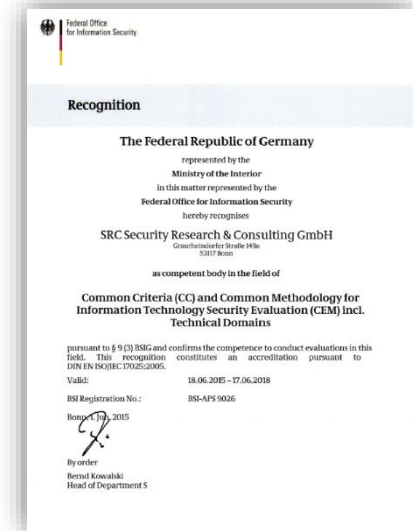 Federal Office
for Information Security
Recognition
The Federal Republic of Germany
represented by the
Ministry of the Interior
in this matter represented by the
Federal Office for Information Security
hereby recognises
SRC Security Research & Consulting GmbH
Graurheindorfer Straße 149a
53117 Bonn
as competent body in the field of
Common Criteria (CC) and Common Methodology for
Information Technology Security Evaluation (CEM) incl.
Technical Domains
pursuant to § 9 (3) BSIG and confirms the competence to conduct evaluations in this
field. This recognition constitutes an accreditation pursuant to
DIN EN ISO/IEC 17025:2005.
Valid: 18.06.2015 – 17.06.2018
BSI Registration No.: BSI-APS 9026
Bonn, 1. 2015
By order
Bernd Kowalski
Head of Department S